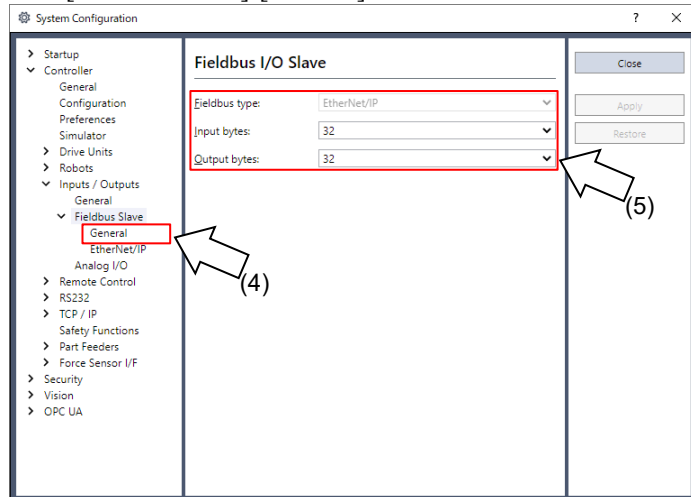 System Configuration
?
Startup
Controller
General
Configuration
Preferences
Simulator
Drive Units
Robots
Inputs / Outputs
General
Fieldbus Slave
General
EtherNet/IP
Analog I/O
Remote Control
RS232
TCP / IP
Safety Functions
Part Feeders
Force Sensor I/F
Security
Vision
OPC UA
(4)
Fieldbus I/O Slave
Fieldbus type: EtherNet/IP
Input bytes: 32
Output bytes: 32
(5)
Close
Apply
Restore